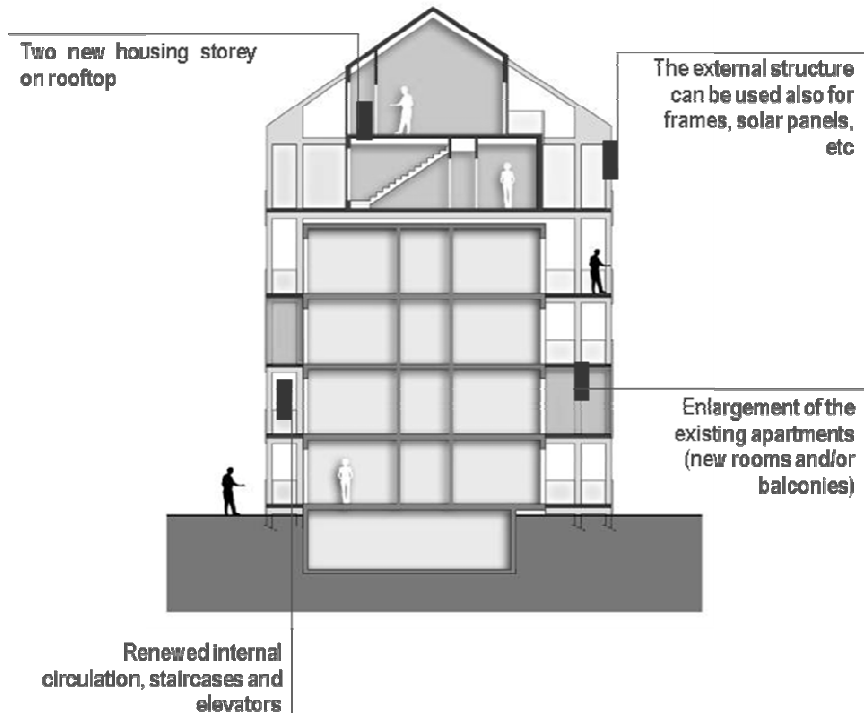 Two new housing storey
on rooftop
The external structure
can be used also for
frames, solar panels,
etc
Enlargement of the
existing apartments
(new rooms and/or
balconies)
Renewed internal
circulation, staircases and
elevators